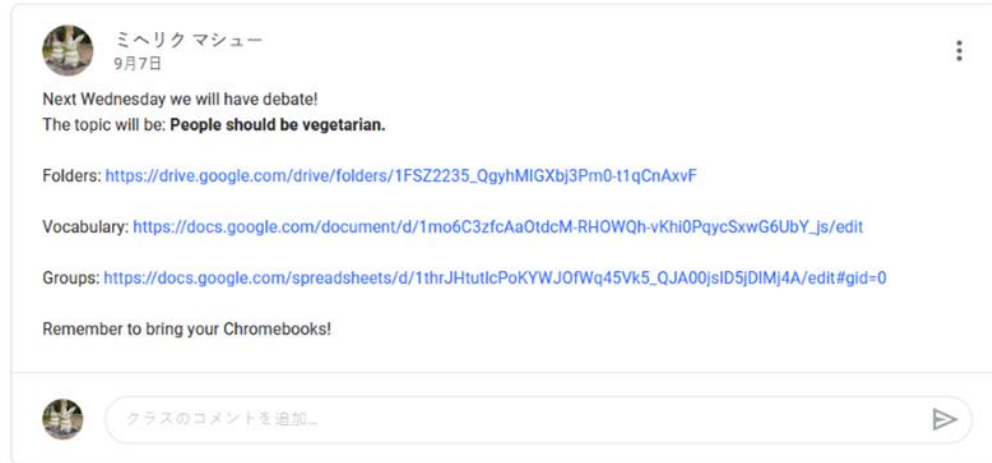 ミヘリク マシュー
9月7日
Next Wednesday we will have debate!
The topic will be: People should be vegetarian.
Folders: https://drive.google.com/drive/folders/1FSZ2235_QgyhMIGXbj3Pm0-t1qCnAxvF
Vocabulary: https://docs.google.com/document/d/1mo6C3zfcAaOtdcM-RHOWQh-vKhi0PqycSxwG6UbY_js/edit
Groups: https://docs.google.com/spreadsheets/d/1thrJHtutIcPoKYWJOfWq45Vk5_QJA00jsID5jDIMj4A/edit#gid=0
Remember to bring your Chromebooks!
クラスのコメントを追加...